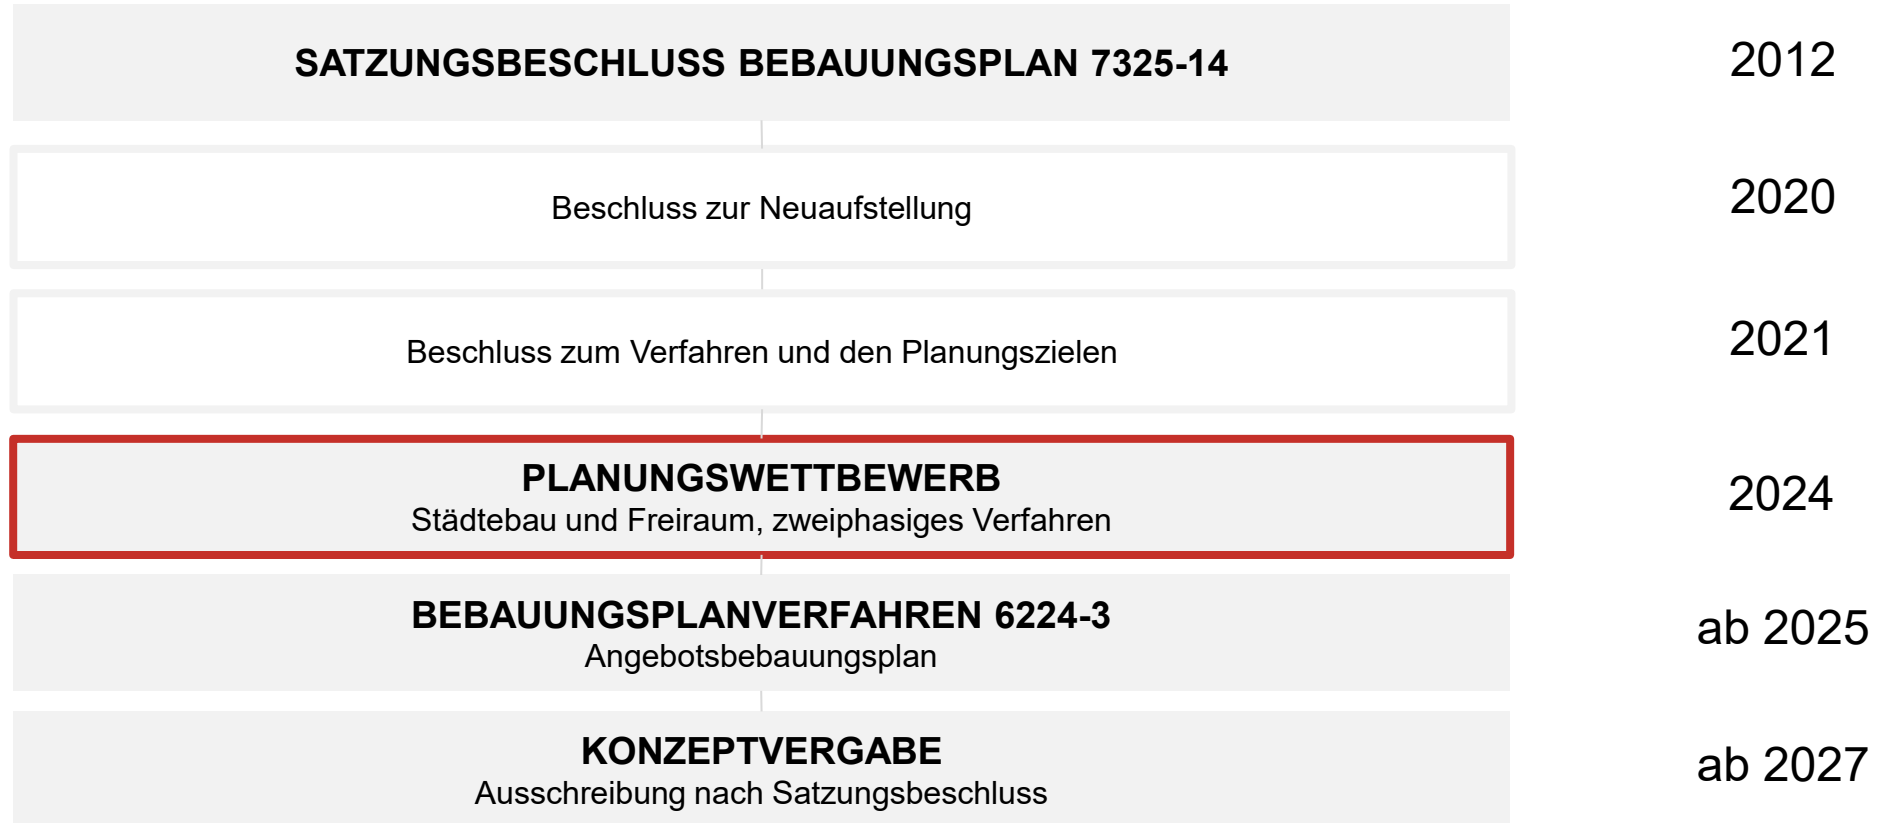 SATZUNGSBESCHLUSS BEBAUUNGSPLAN 7325-14
2012
Beschluss zur Neuaufstellung
2020
Beschluss zum Verfahren und den Planungszielen
2021
PLANUNGSWETTBEWERB
Städtebau und Freiraum, zweiphasiges Verfahren
2024
BEBAUUNGSPLANVERFAHREN 6224-3
Angebotsbebauungsplan
ab 2025
KONZEPTVERGABE
Ausschreibung nach Satzungsbeschluss
ab 2027